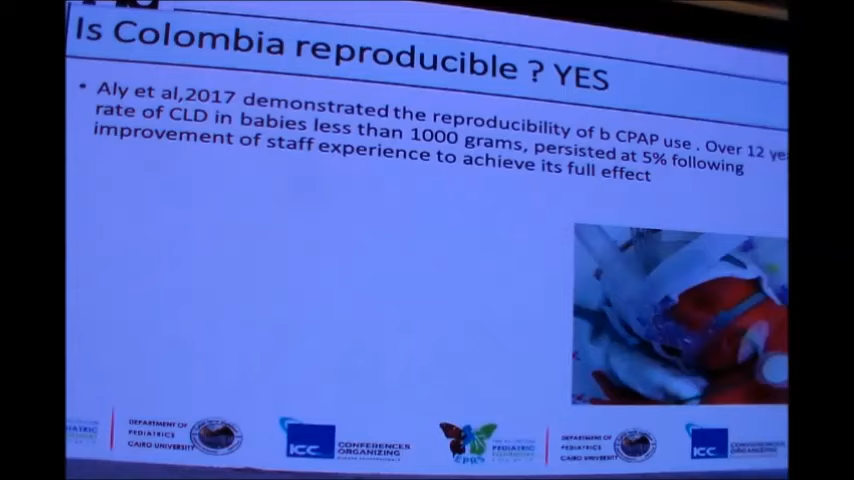 Is Colombia reproducible ? YES
• Aly et al,2017 demonstrated the reproducibility of b CPAP use . Over 12 ye
rate of CLD in babies less than 1000 grams, persisted at 5% following
improvement of staff experience to achieve its full effect
DEPARTMENT OF
PEDIATRICS
CAIRO UNIVERSITY
ICC
CONFERENCES
ORGANIZING
PEDIATRIC
DEPARTMENT OF
PEDIATRICS
CAIRO UNIVERSITY
ICC
CONFERENCES
ORGANIZING